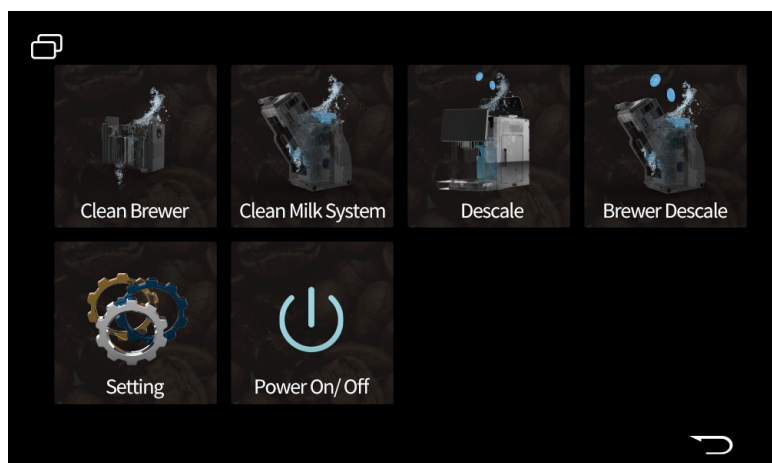 Clean Brewer
Clean Milk System
Descale
Brewer Descale
Setting
Power On/ Off